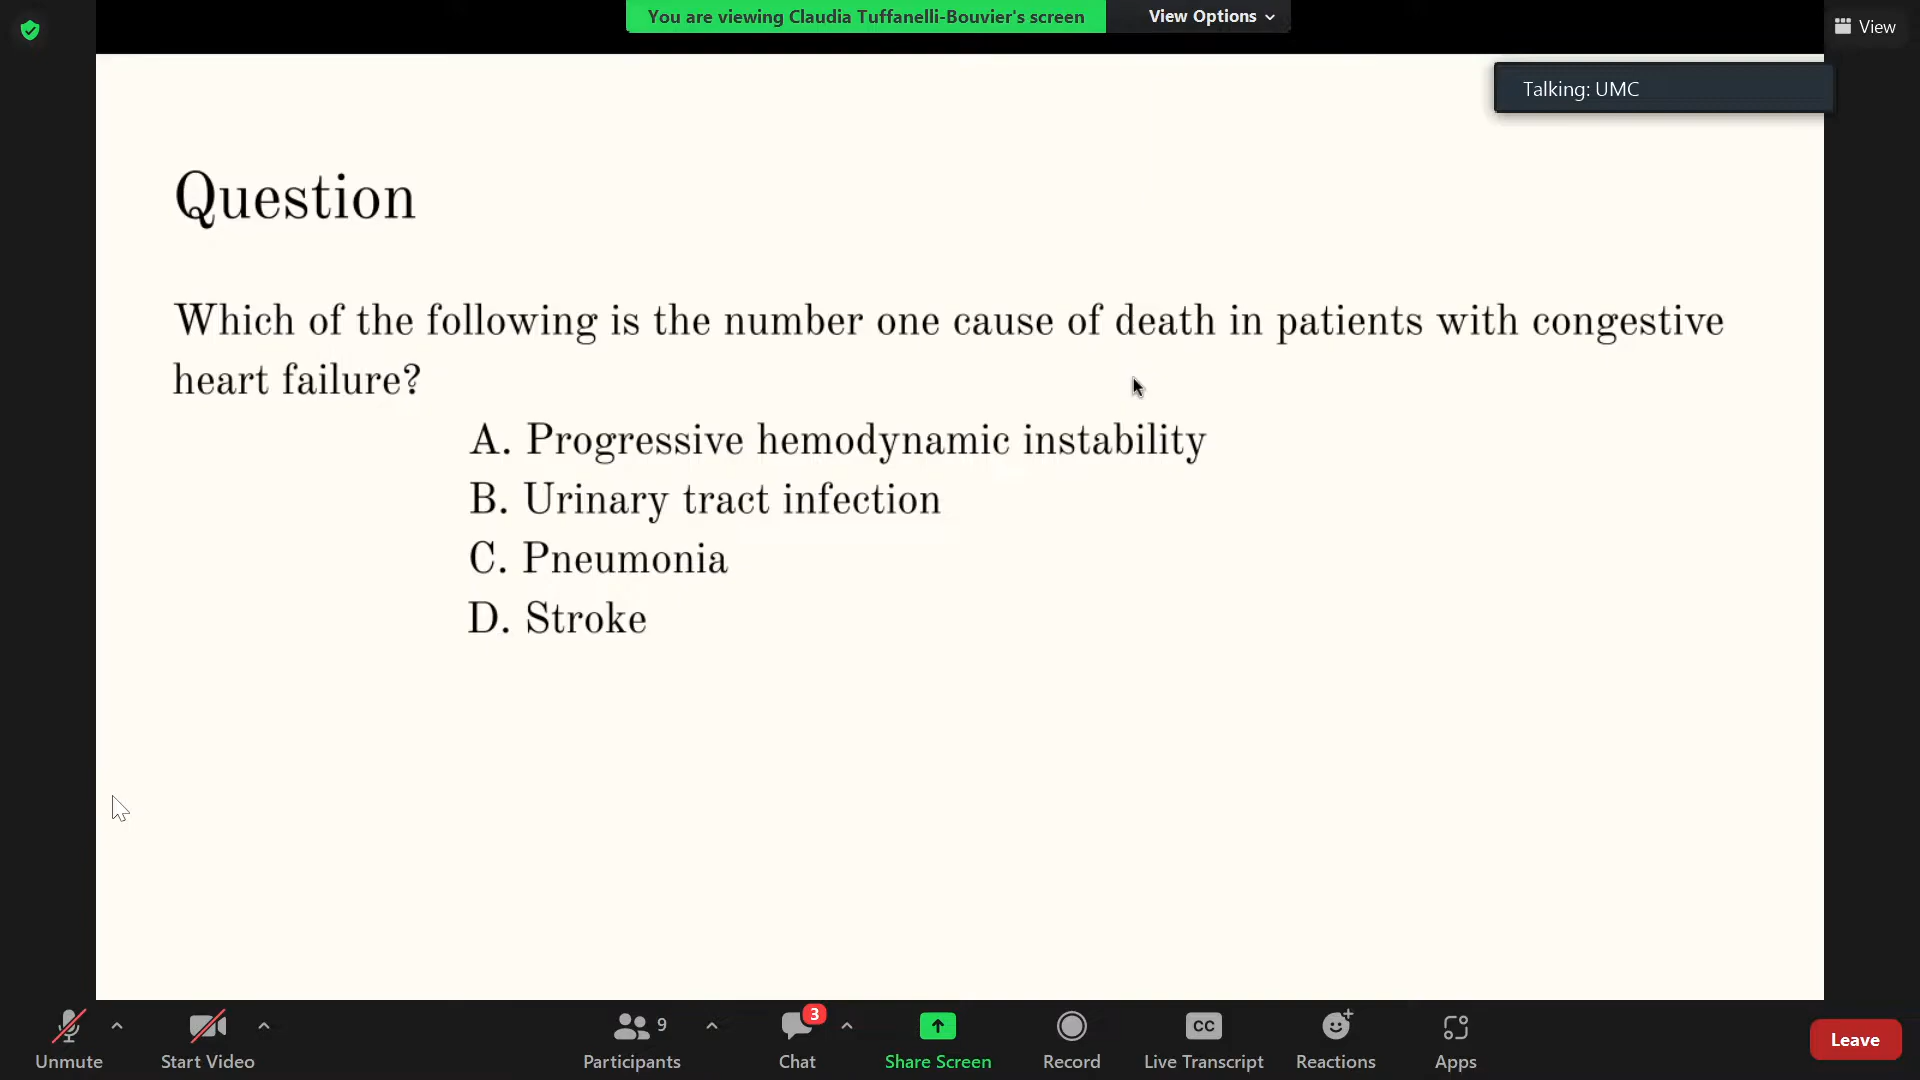 You are viewing Claudia Tuffanelli-Bouvier's screen
View Options
View
Talking: UMC
Question
Which of the following is the number one cause of death in patients with congestive
heart failure?
A. Progressive hemodynamic instability
B. Urinary tract infection
C. Pneumonia
D. Stroke
9
3
CC
Unmute
Start Video
Participants
Chat
Share Screen
Record
Live Transcript
Reactions
Apps
Leave